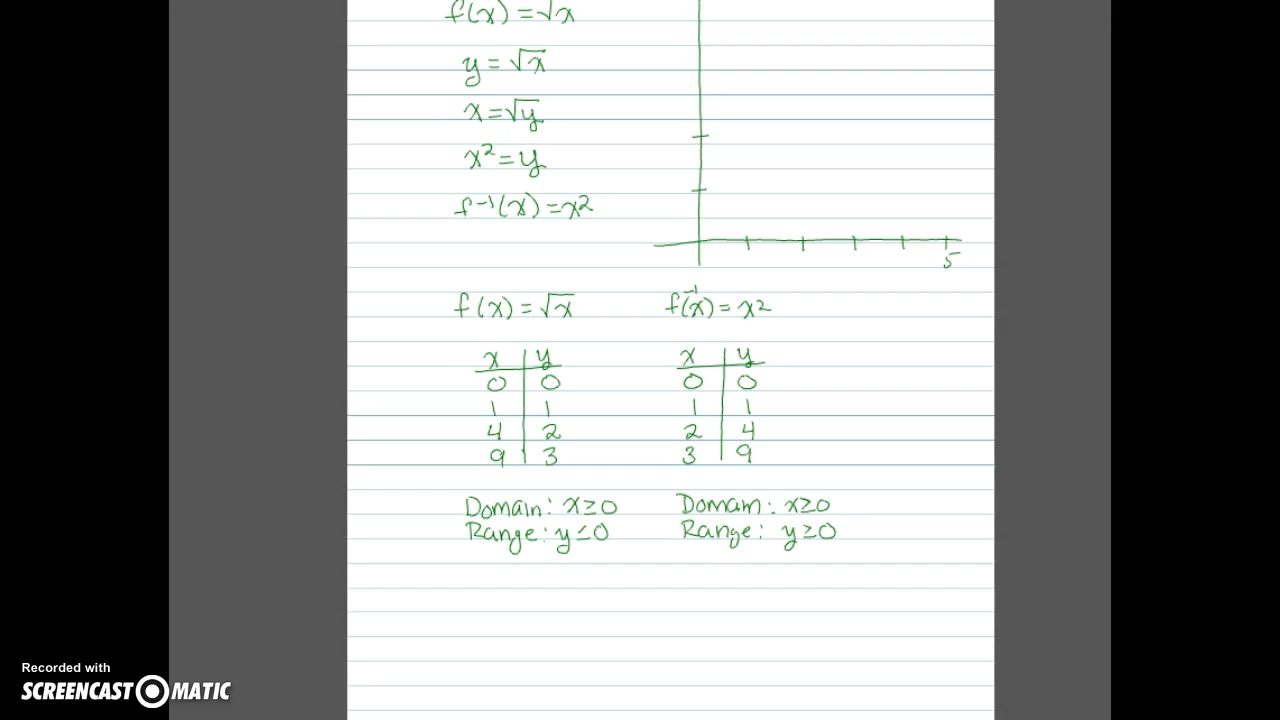 f(x) = √x
y = √x
x = √y
x² = y
f⁻¹(x) = x²
5
f(x) = √x f⁻¹(x) = x²
x y x y
0 0 0 0
1 1 1 1
4 2 2 4
9 3 3 9
Domain: x ≥ 0 Domain: x ≥ 0
Range: y ≤ 0 Range: y ≥ 0
Recorded with
SCREENCAST O MATIC